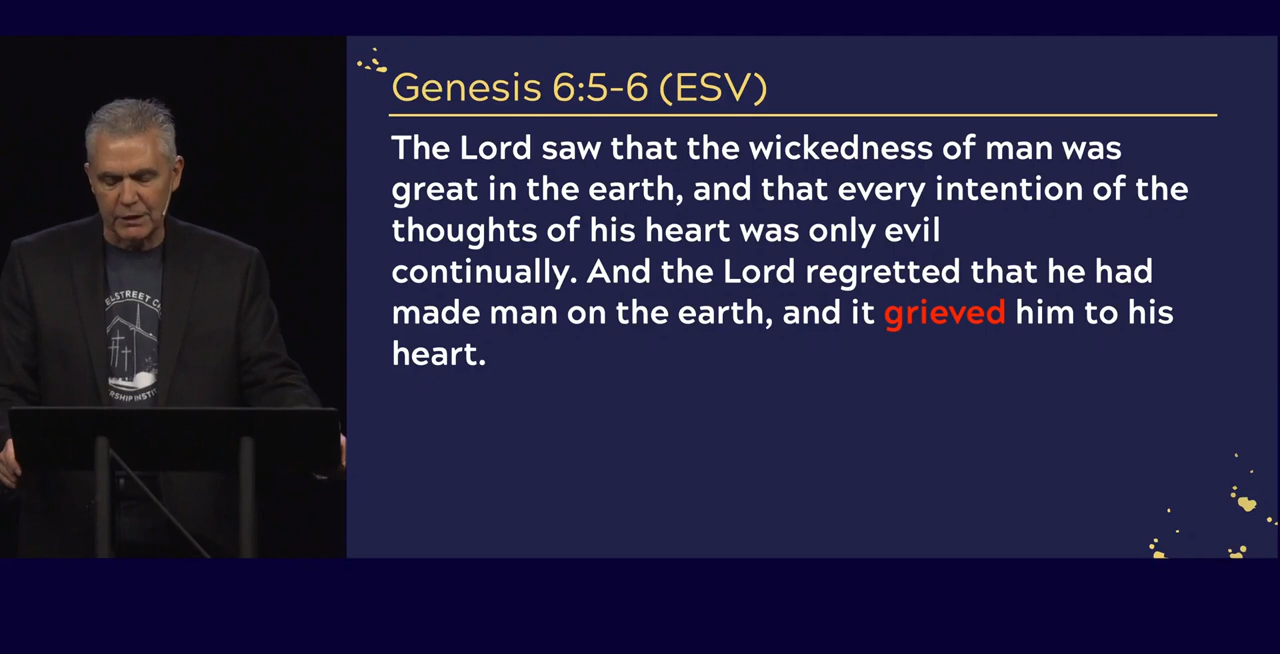 Genesis 6:5-6 (ESV)
The Lord saw that the wickedness of man was
great in the earth, and that every intention of the
thoughts of his heart was only evil
continually. And the Lord regretted that he had
made man on the earth, and it grieved him to his
heart.